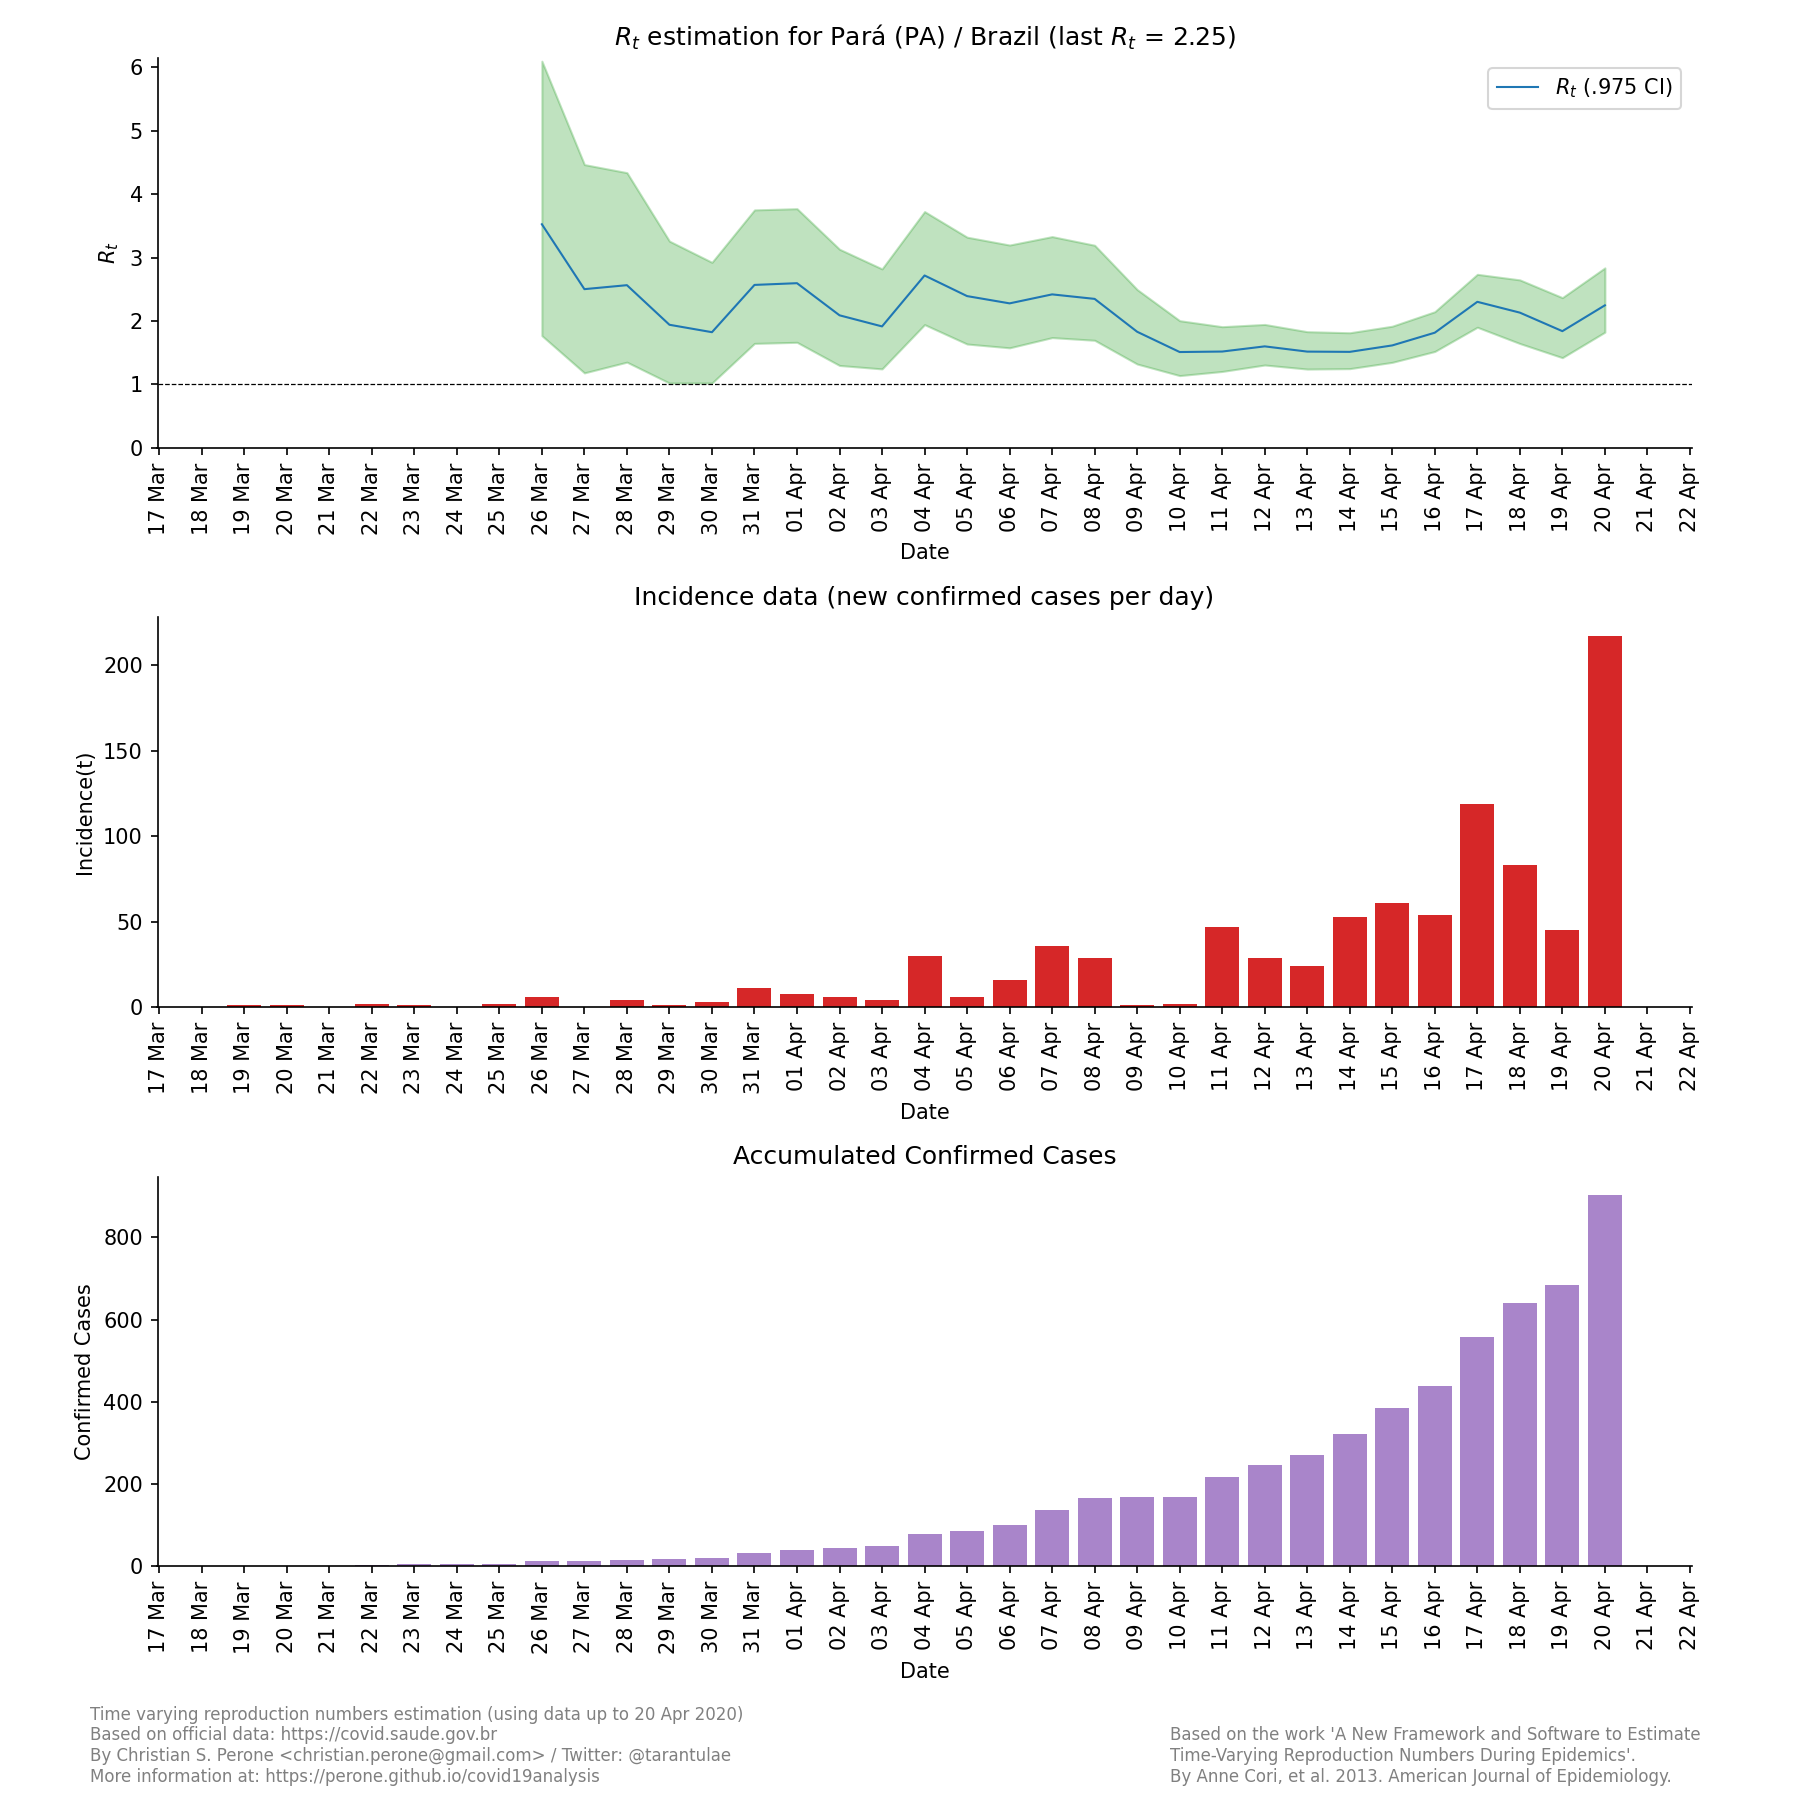 Rt estimation for Pará (PA) / Brazil (last Rt = 2.25)
Rt (.975 CI)
6
5
4
3
2
1
0
Rt
17 Mar 18 Mar 19 Mar 20 Mar 21 Mar 22 Mar 23 Mar 24 Mar 25 Mar 26 Mar 27 Mar 28 Mar 29 Mar 30 Mar 31 Mar 01 Apr 02 Apr 03 Apr 04 Apr 05 Apr 06 Apr 07 Apr 08 Apr 09 Apr 10 Apr 11 Apr 12 Apr 13 Apr 14 Apr 15 Apr 16 Apr 17 Apr 18 Apr 19 Apr 20 Apr 21 Apr 22 Apr
Date
Incidence data (new confirmed cases per day)
200
150
100
50
0
Incidence(t)
17 Mar 18 Mar 19 Mar 20 Mar 21 Mar 22 Mar 23 Mar 24 Mar 25 Mar 26 Mar 27 Mar 28 Mar 29 Mar 30 Mar 31 Mar 01 Apr 02 Apr 03 Apr 04 Apr 05 Apr 06 Apr 07 Apr 08 Apr 09 Apr 10 Apr 11 Apr 12 Apr 13 Apr 14 Apr 15 Apr 16 Apr 17 Apr 18 Apr 19 Apr 20 Apr 21 Apr 22 Apr
Date
Accumulated Confirmed Cases
800
600
400
200
0
Confirmed Cases
17 Mar 18 Mar 19 Mar 20 Mar 21 Mar 22 Mar 23 Mar 24 Mar 25 Mar 26 Mar 27 Mar 28 Mar 29 Mar 30 Mar 31 Mar 01 Apr 02 Apr 03 Apr 04 Apr 05 Apr 06 Apr 07 Apr 08 Apr 09 Apr 10 Apr 11 Apr 12 Apr 13 Apr 14 Apr 15 Apr 16 Apr 17 Apr 18 Apr 19 Apr 20 Apr 21 Apr 22 Apr
Date
Time varying reproduction numbers estimation (using data up to 20 Apr 2020)
Based on official data: https://covid.saude.gov.br
By Christian S. Perone <christian.perone@gmail.com> / Twitter: @tarantulae
More information at: https://perone.github.io/covid19analysis
Based on the work 'A New Framework and Software to Estimate
Time-Varying Reproduction Numbers During Epidemics'.
By Anne Cori, et al. 2013. American Journal of Epidemiology.